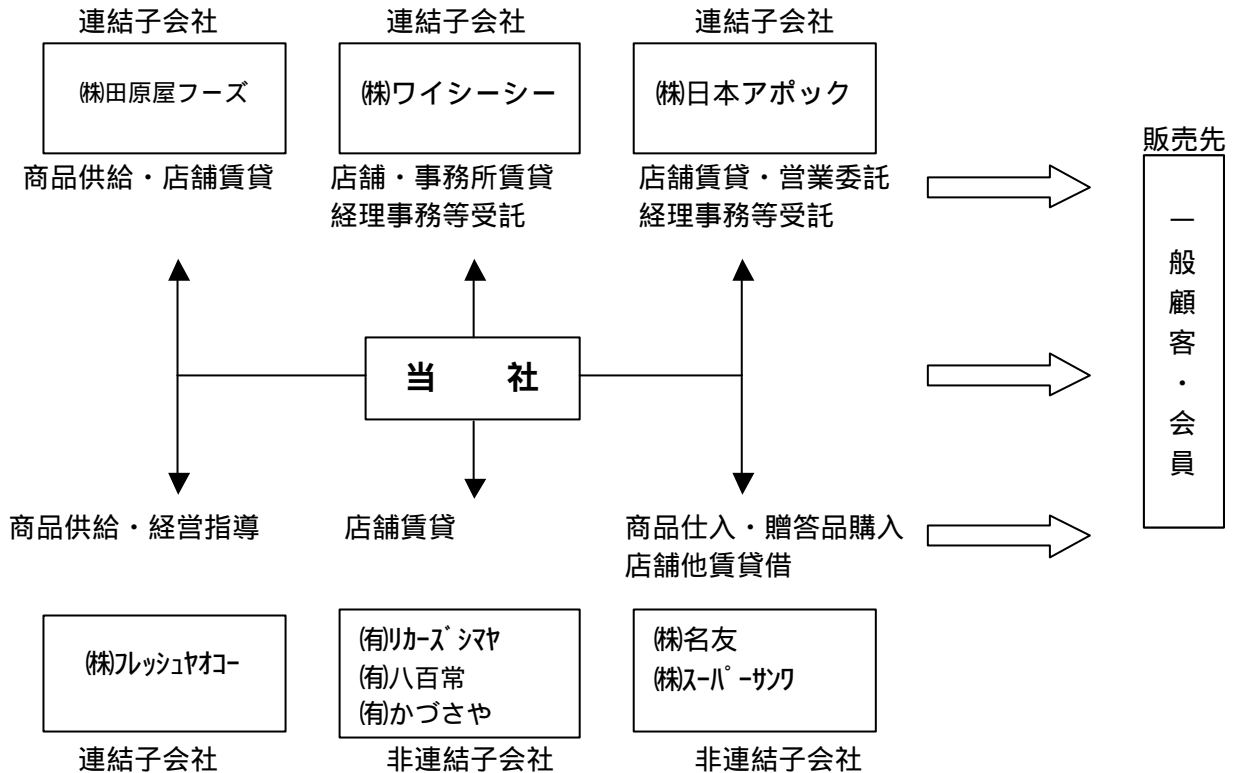 連結子会社
連結子会社
連結子会社
㈱田原屋フーズ
㈱ワイシーシー
㈱日本アポック
販売先
商品供給・店舗賃貸
店舗・事務所賃貸
経理事務等受託
店舗賃貸・営業委託
経理事務等受託
一般顧客・会員
当　社
商品供給・経営指導
店舗賃貸
商品仕入・贈答品購入
店舗他賃貸借
㈱フレッシュヤオコー
㈲リカーズシマヤ
㈲八百常
㈲かづさや
㈱名友
㈱スーパーサンワ
連結子会社
非連結子会社
非連結子会社